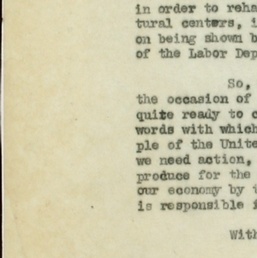 in order to reha
tural centers, i
on being shown b
of the Labor Dep
So,
the occasion of
quite ready to c
words with which
ple of the Unite
we need action,
produce for the
our economy by t
is responsible f
With